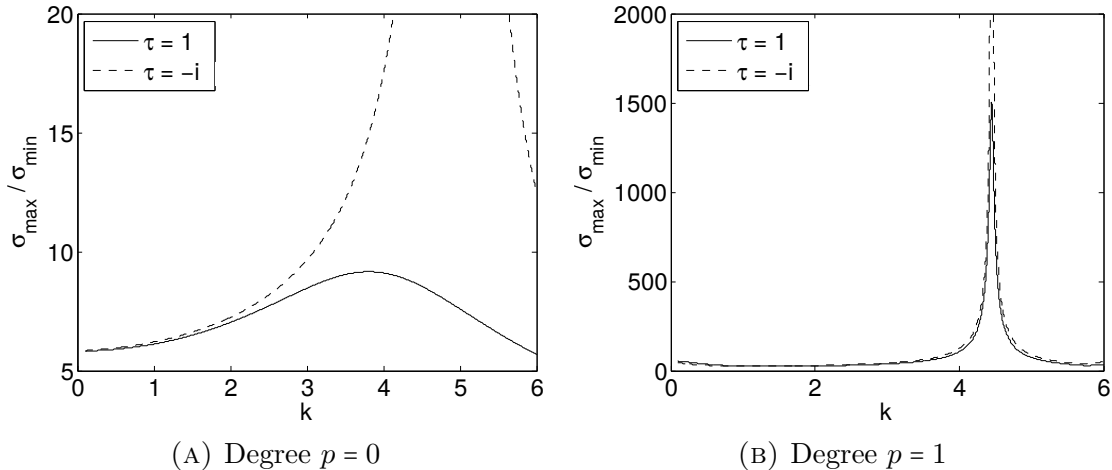 20
15
10
5
σmax / σmin
τ = 1
τ = −i
0 1 2 3 4 5 6
k
(A) Degree p = 0
2000
1500
1000
500
0
σmax / σmin
τ = 1
τ = −i
0 2 4 6
k
(B) Degree p = 1